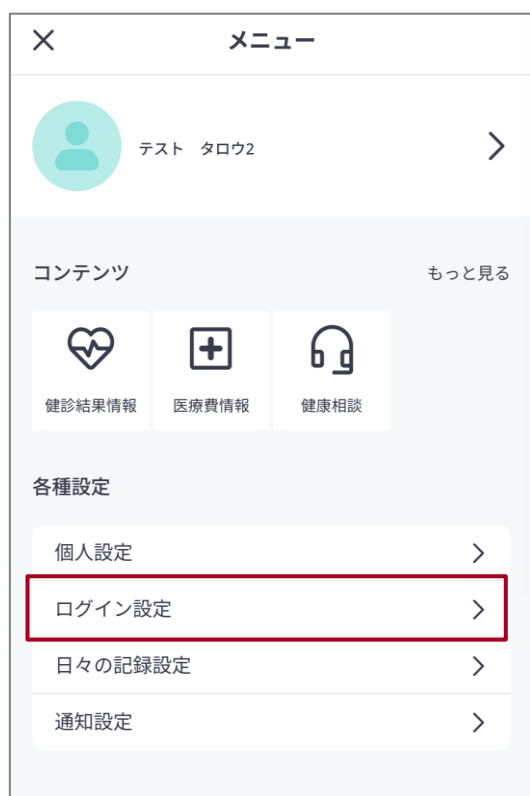 メニュー
テスト　タロウ2
コンテンツ
もっと見る
健診結果情報
医療費情報
健康相談
各種設定
個人設定
ログイン設定
日々の記録設定
通知設定